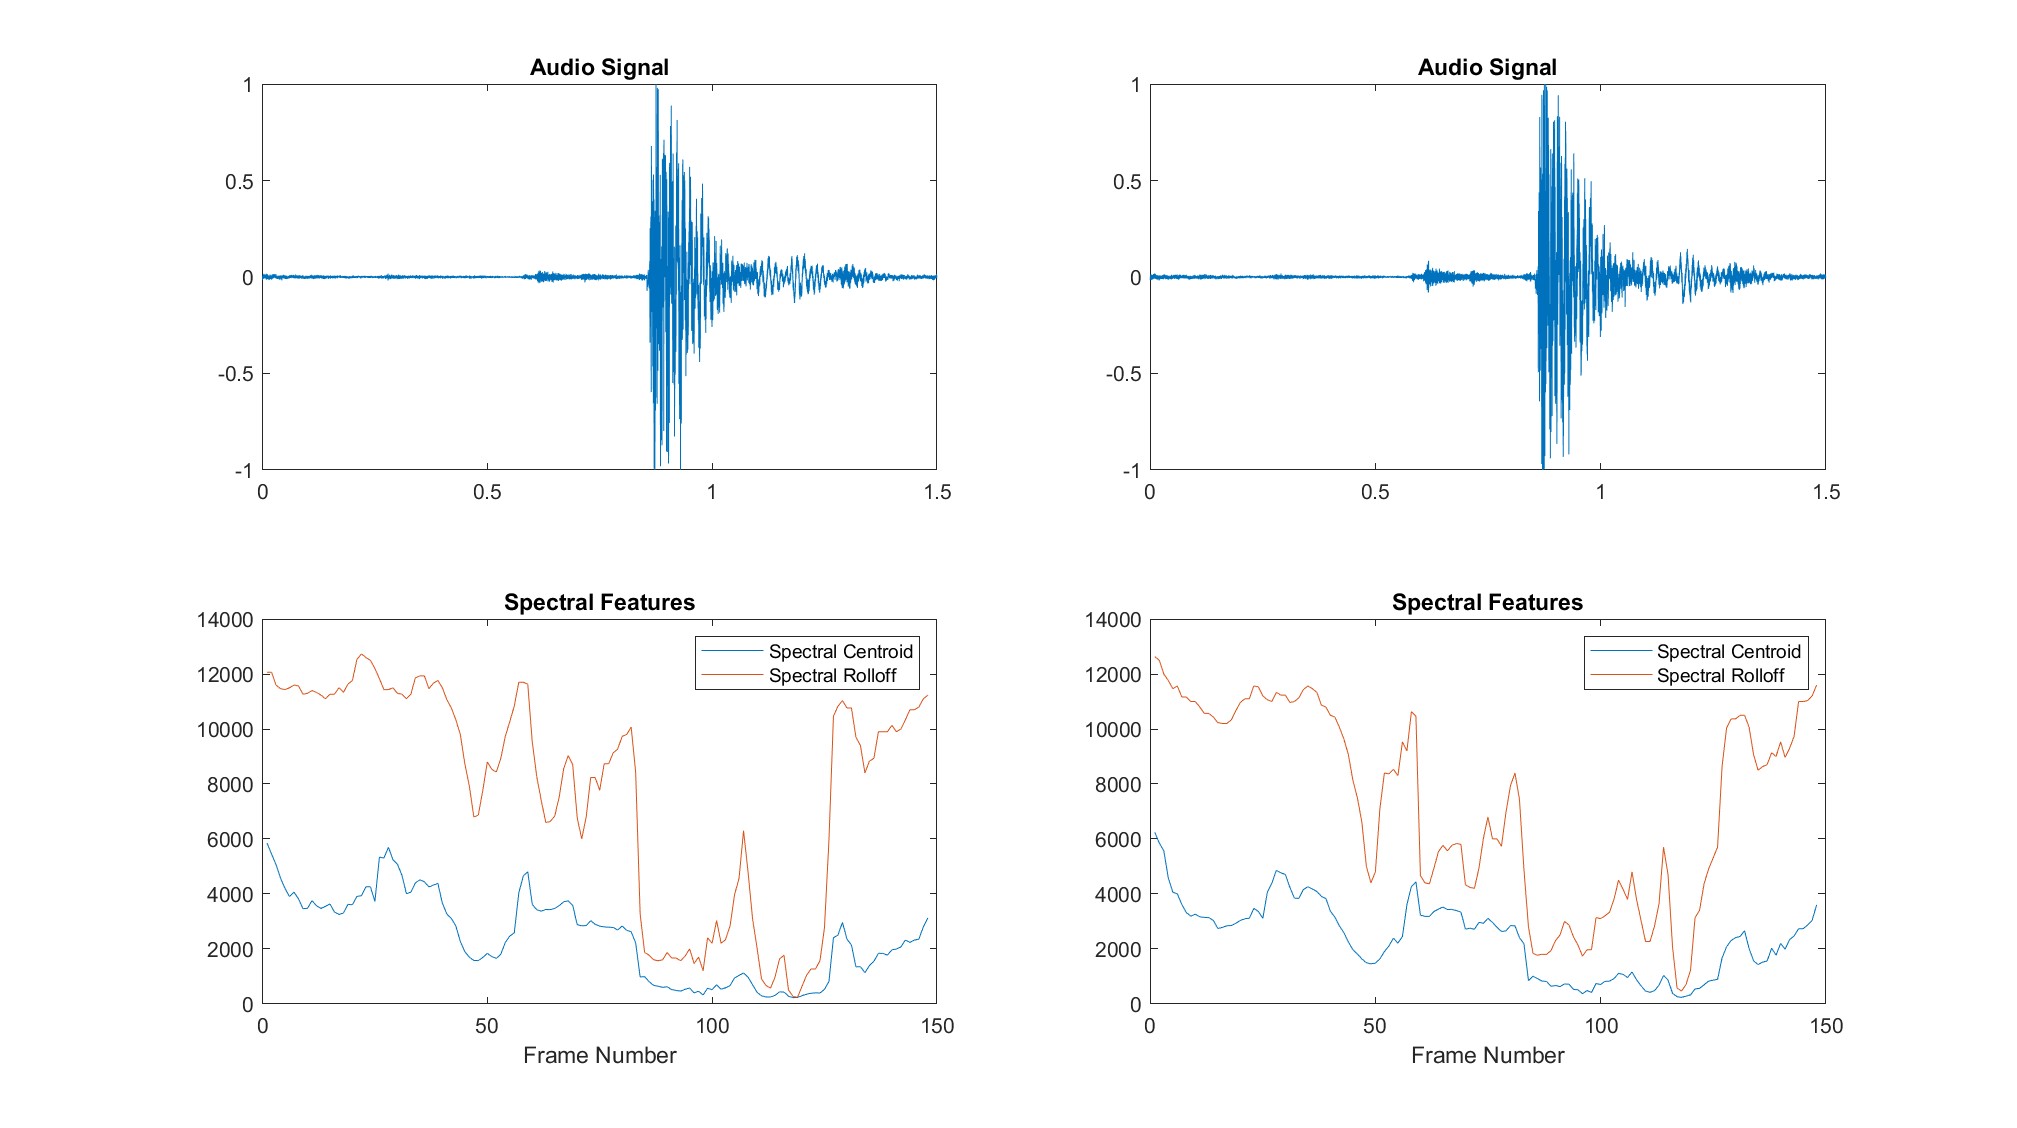 Audio Signal
1
0.5
0
-0.5
-1
0 0.5 1 1.5
Audio Signal
1
0.5
0
-0.5
-1
0 0.5 1 1.5
Spectral Features
14000
12000
10000
8000
6000
4000
2000
0
Spectral Centroid
Spectral Rolloff
0 50 100 150
Frame Number
Spectral Features
14000
12000
10000
8000
6000
4000
2000
0
Spectral Centroid
Spectral Rolloff
0 50 100 150
Frame Number